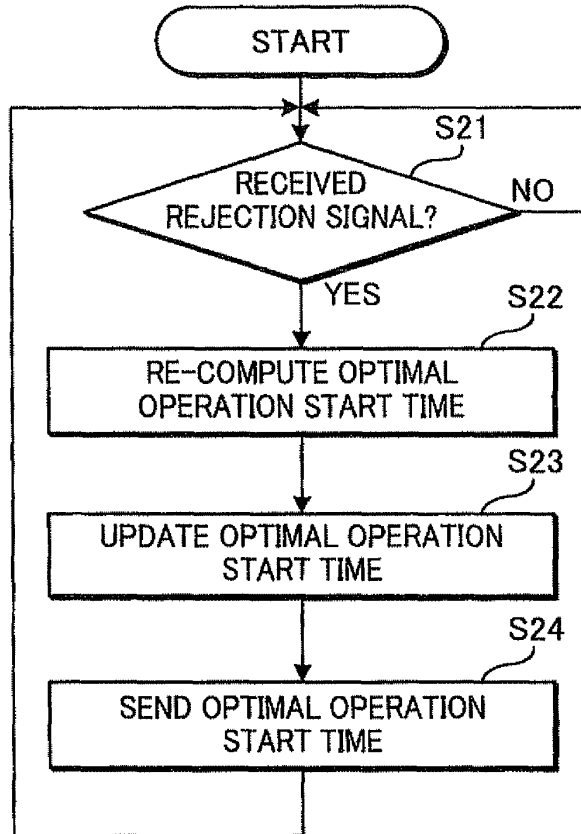 START
S21
RECEIVED
REJECTION SIGNAL?
NO
YES
S22
RE-COMPUTE OPTIMAL
OPERATION START TIME
S23
UPDATE OPTIMAL OPERATION
START TIME
S24
SEND OPTIMAL OPERATION
START TIME